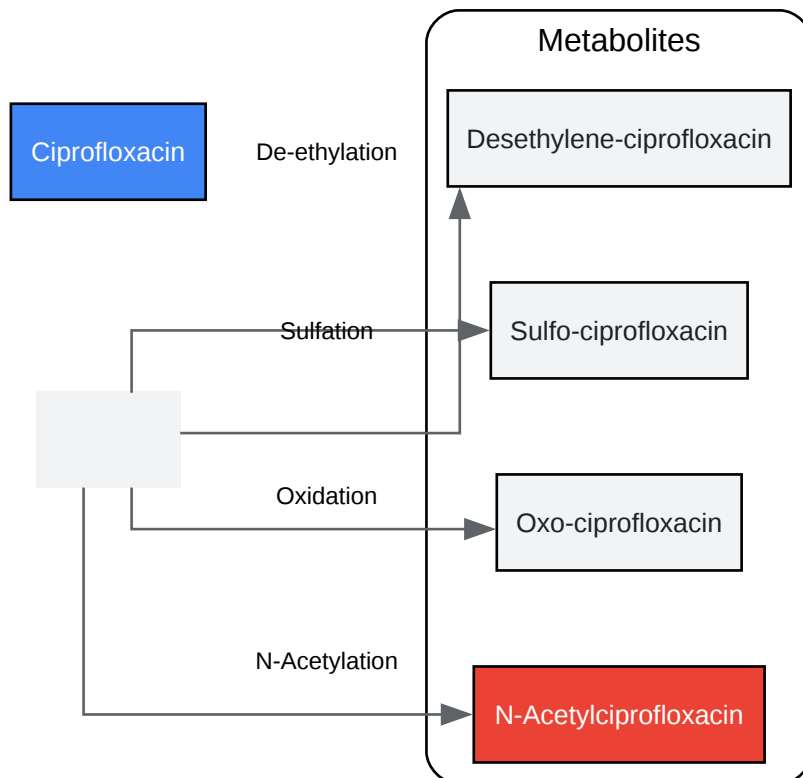 Metabolites
Ciprofloxacin
De-ethylation
Desethylene-ciprofloxacin
Sulfation
Sulfo-ciprofloxacin
Oxidation
Oxo-ciprofloxacin
N-Acetylation
N-Acetylciprofloxacin